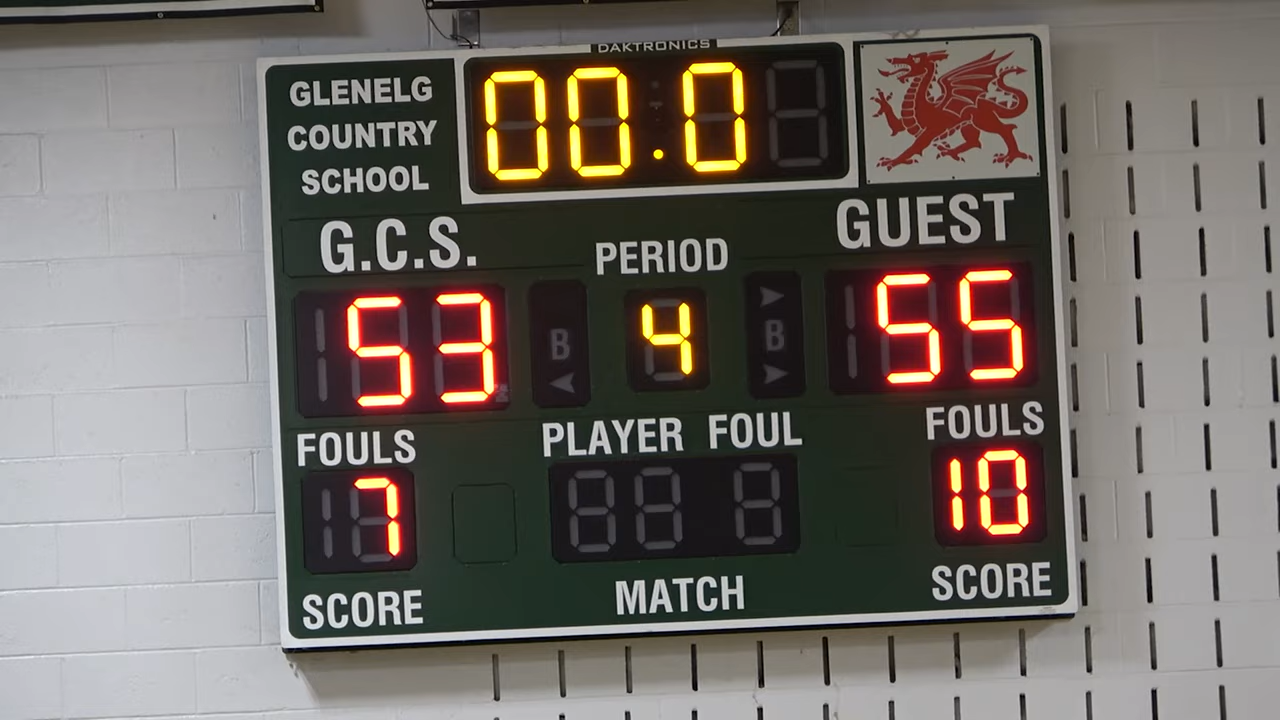 DAKTRONICS
GLENELG
COUNTRY
SCHOOL
00.0
G.C.S.
PERIOD
GUEST
53
B
4
B
55
FOULS
PLAYER FOUL
FOULS
7
10
SCORE
MATCH
SCORE